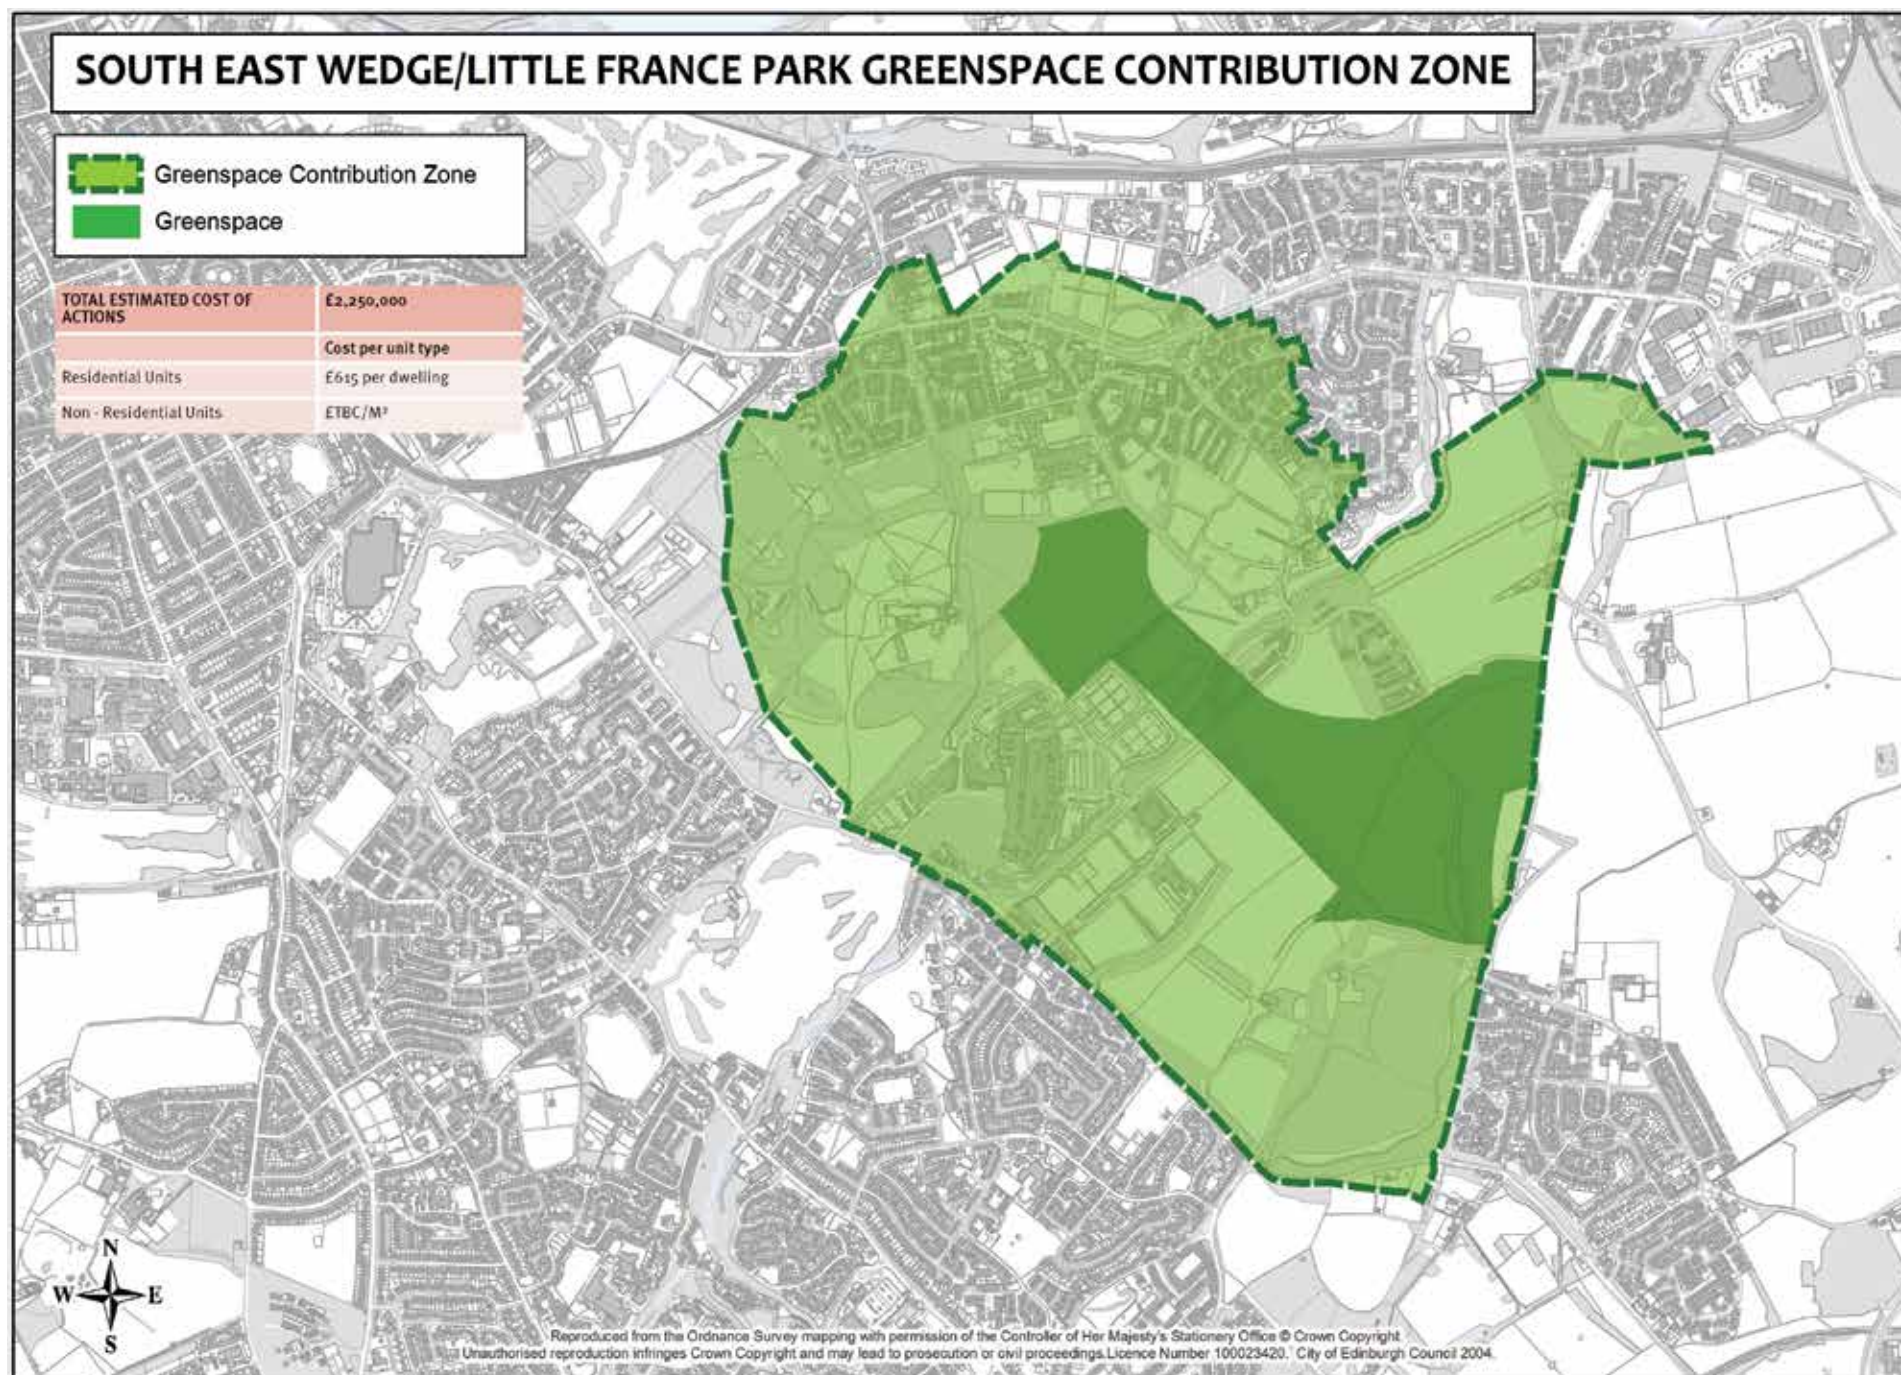 SOUTH EAST WEDGE/LITTLE FRANCE PARK GREENSPACE CONTRIBUTION ZONE
Greenspace Contribution Zone
Greenspace
TOTAL ESTIMATED COST OF ACTIONS £2,250,000
Cost per unit type
Residential Units £615 per dwelling
Non - Residential Units £TBC/M²
N
W E
S
Reproduced from the Ordnance Survey mapping with permission of the Controller of Her Majesty's Stationery Office © Crown Copyright
Unauthorised reproduction infringes Crown Copyright and may lead to prosecution or civil proceedings.Licence Number 100023420. City of Edinburgh Council 2004.